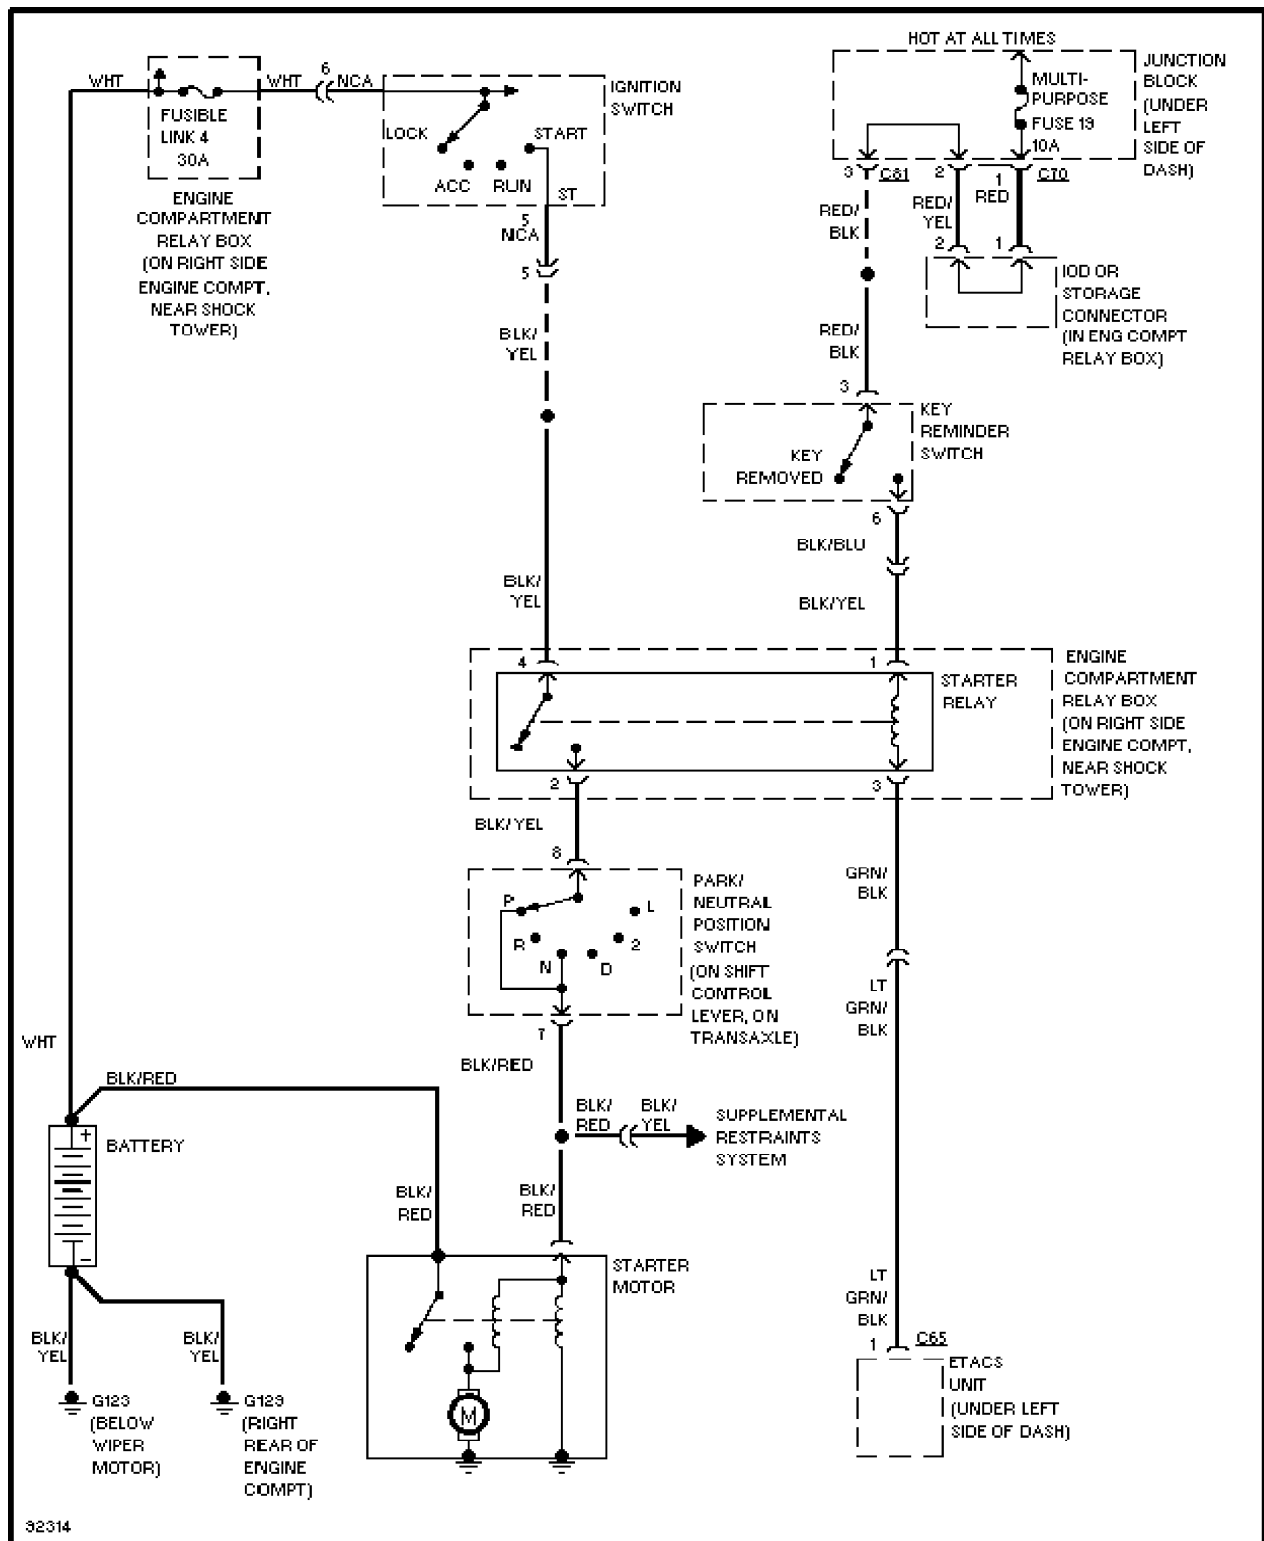 HOT AT ALL TIMES
WHT
WHT
6
NCA
FUSIBLE
LINK 4
30A
ENGINE
COMPARTMENT
RELAY BOX
(ON RIGHT SIDE
ENGINE COMPT,
NEAR SHOCK
TOWER)
IGNITION
SWITCH
LOCK
START
ACC
RUN
ST
5
NCA
5
BLK/
YEL
MULTI-
PURPOSE
FUSE 19
10A
JUNCTION
BLOCK
(UNDER
LEFT
SIDE OF
DASH)
3
C81
2
1
C70
RED/
BLK
RED/
YEL
RED
2
1
IOD OR
STORAGE
CONNECTOR
(IN ENG COMPT
RELAY BOX)
RED/
BLK
3
KEY
REMINDER
SWITCH
KEY
REMOVED
6
BLK/BLU
BLK/YEL
BLK/
YEL
4
1
STARTER
RELAY
ENGINE
COMPARTMENT
RELAY BOX
(ON RIGHT SIDE
ENGINE COMPT,
NEAR SHOCK
TOWER)
2
3
BLK/YEL
8
P
R
N
D
2
L
PARK/
NEUTRAL
POSITION
SWITCH
(ON SHIFT
CONTROL
LEVER, ON
TRANSAXLE)
7
GRN/
BLK
LT
GRN/
BLK
WHT
BLK/RED
BLK/RED
BLK/
RED
BLK/
YEL
SUPPLEMENTAL
RESTRAINTS
SYSTEM
+
BATTERY
-
BLK/
RED
BLK/
RED
STARTER
MOTOR
M
LT
GRN/
BLK
1
C65
ETACS
UNIT
(UNDER LEFT
SIDE OF DASH)
BLK/
YEL
BLK/
YEL
G123
(BELOW
WIPER
MOTOR)
G129
(RIGHT
REAR OF
ENGINE
COMPT)
92314